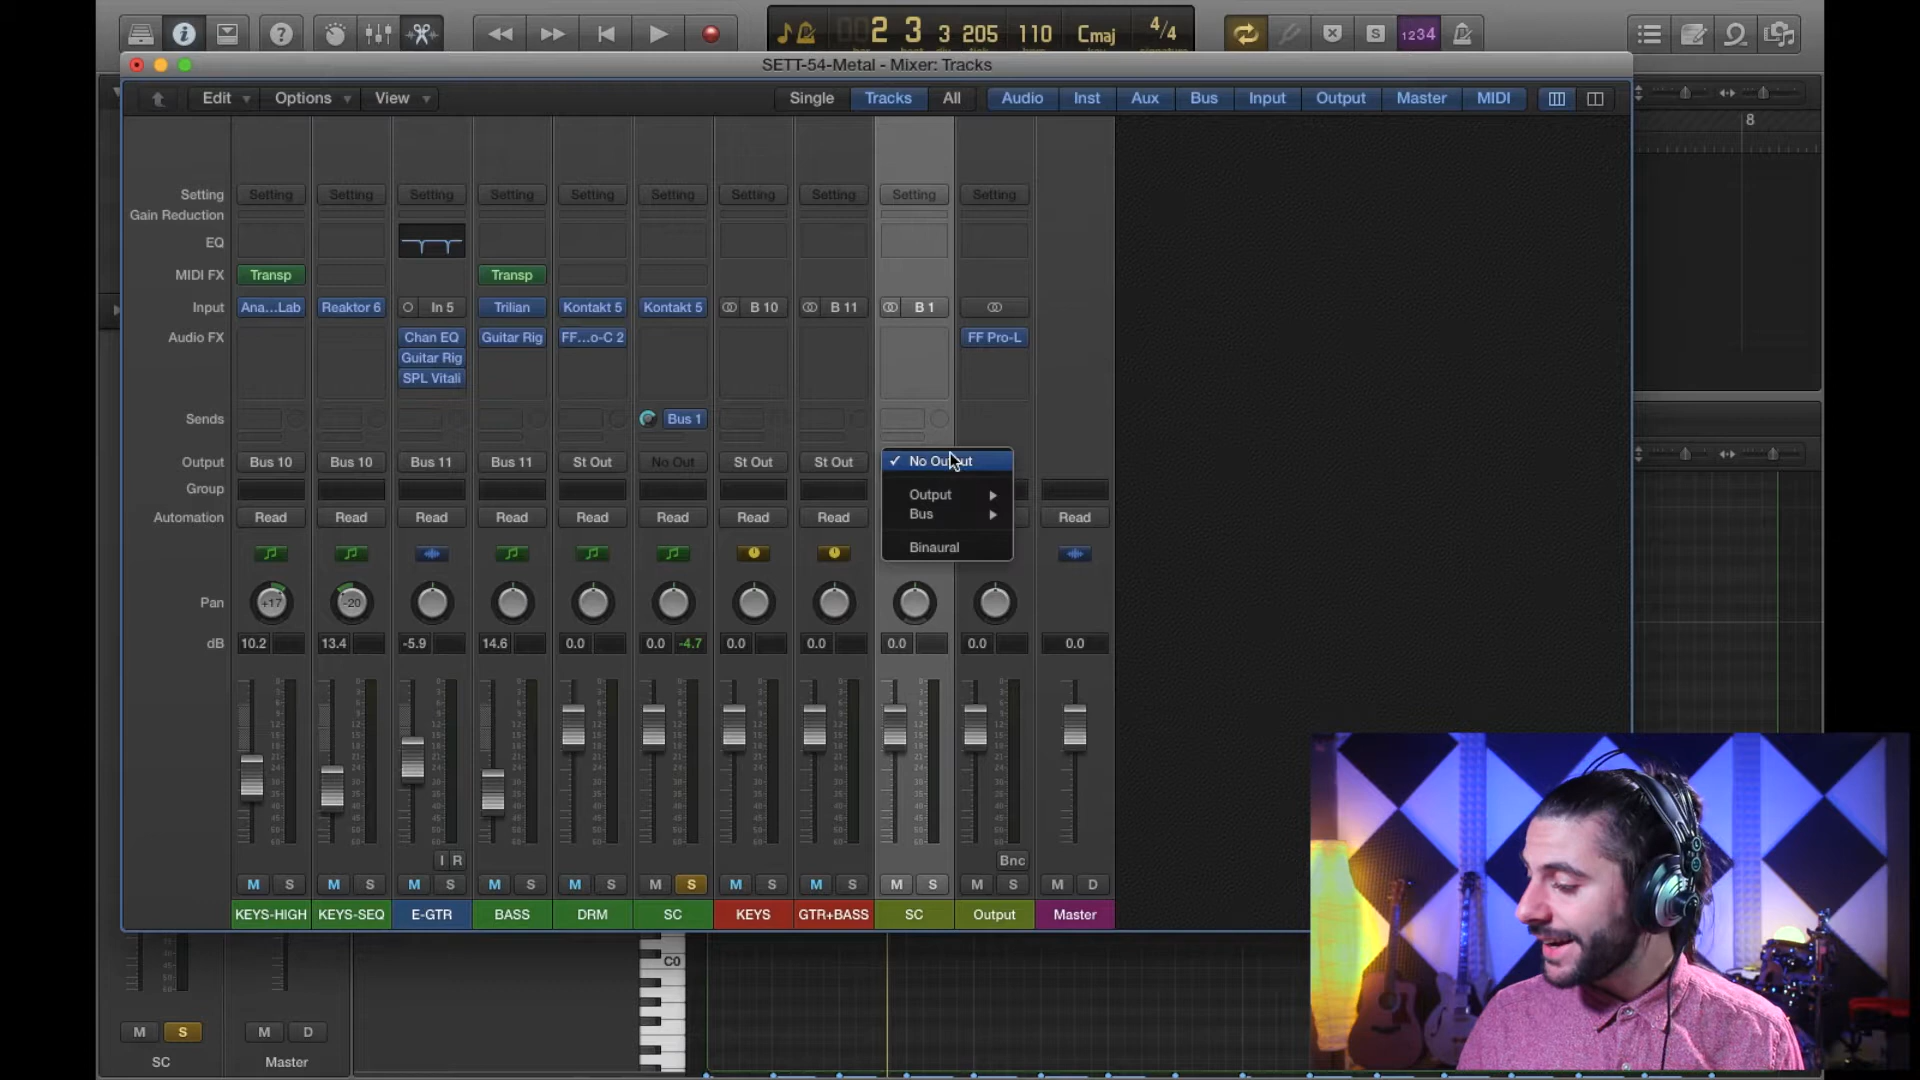 2 3 3 205 110 Cmaj 4/4
1234
SETT-54-Metal - Mixer: Tracks
Edit Options View Single Tracks All Audio Inst Aux Bus Input Output Master MIDI
8
Setting Setting Setting Setting Setting Setting Setting Setting Setting Setting Setting
Gain Reduction
EQ
MIDI FX Transp Transp
Input Ana...Lab Reaktor 6 In 5 Trilian Kontakt 5 Kontakt 5 B 10 B 11 B 1
Audio FX Chan EQ Guitar Rig FF...o-C 2 FF Pro-L
Guitar Rig
SPL Vitali
Sends Bus 1
Output Bus 10 Bus 10 Bus 11 Bus 11 St Out No Out St Out St Out ✓ No Output
Group
Output
Bus
Binaural
Automation Read Read Read Read Read Read Read Read Read
Pan +17 -20
dB 10.2 13.4 -5.9 14.6 0.0 0.0 -4.7 0.0 0.0 0.0 0.0 0.0
I R Bnc
M S M S M S M S M S M S M S M S M S M S M D
KEYS-HIGH KEYS-SEQ E-GTR BASS DRM SC KEYS GTR+BASS SC Output Master
C0
M S M D
SC Master